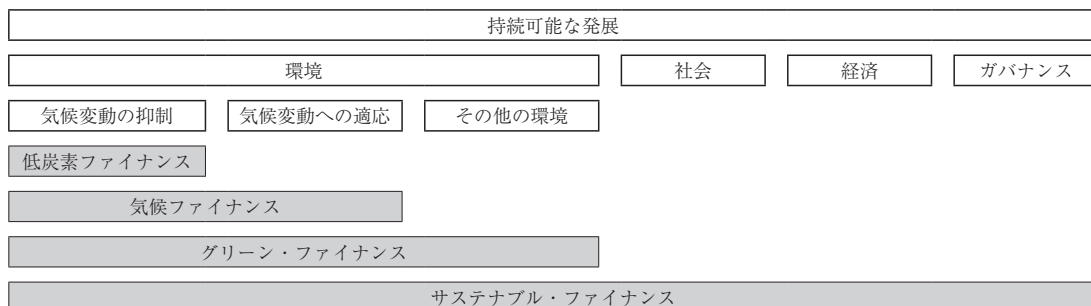 持続可能な発展
環境 社会 経済 ガバナンス
気候変動の抑制 気候変動への適応 その他の環境
低炭素ファイナンス
気候ファイナンス
グリーン・ファイナンス
サステナブル・ファイナンス